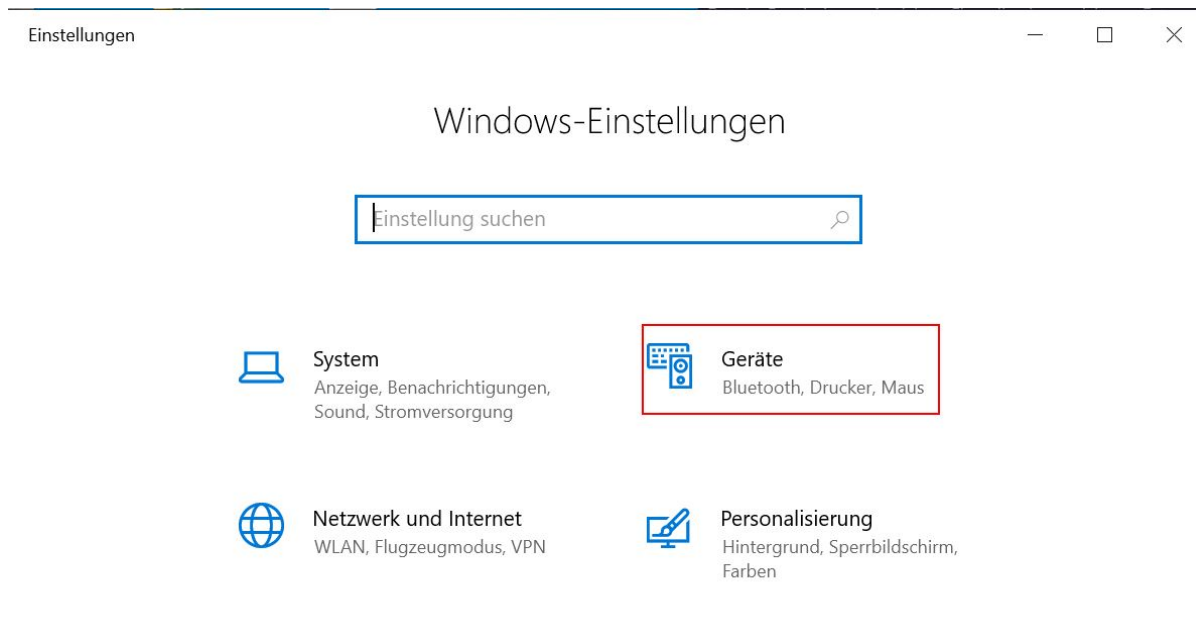 Einstellungen
Windows-Einstellungen
Einstellung suchen
System
Anzeige, Benachrichtigungen,
Sound, Stromversorgung
Geräte
Bluetooth, Drucker, Maus
Netzwerk und Internet
WLAN, Flugzeugmodus, VPN
Personalisierung
Hintergrund, Sperrbildschirm,
Farben